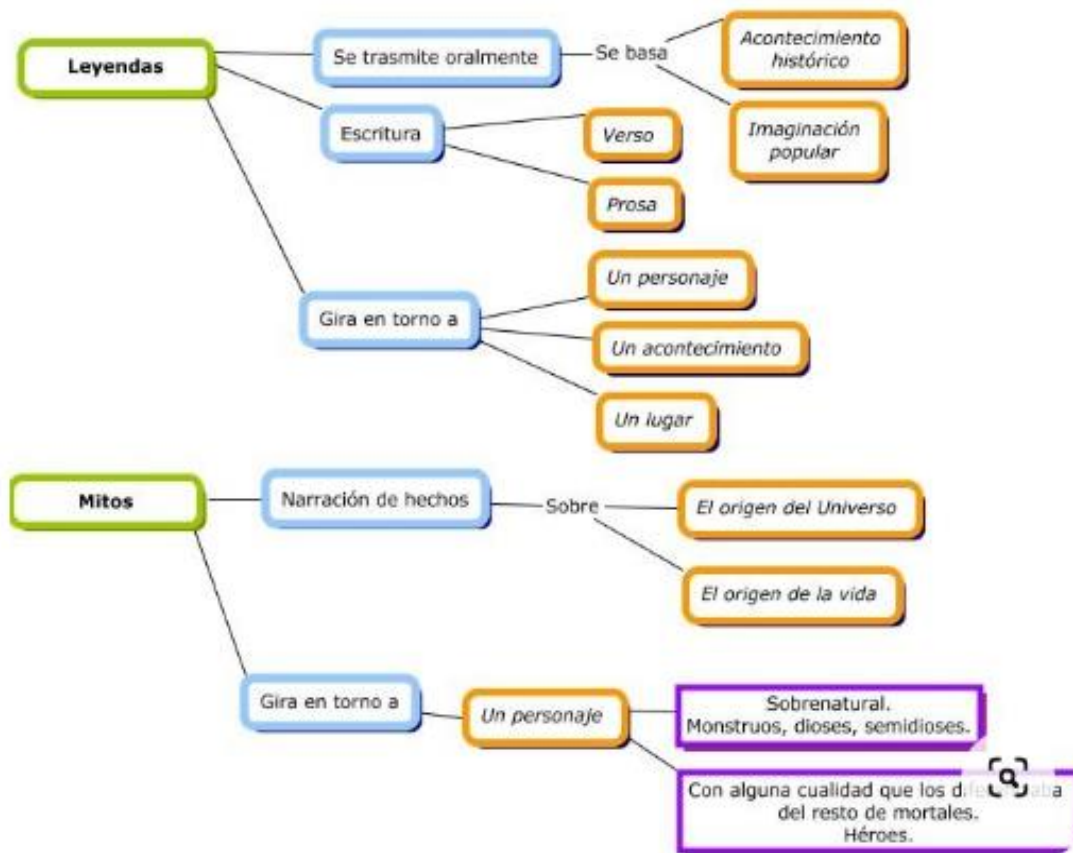 Leyendas
Se trasmite oralmente
Se basa
Acontecimiento
histórico
Imaginación
popular
Escritura
Verso
Prosa
Gira en torno a
Un personaje
Un acontecimiento
Un lugar
Mitos
Narración de hechos
Sobre
El origen del Universo
El origen de la vida
Gira en torno a
Un personaje
Sobrenatural.
Monstruos, dioses, semidioses.
Con alguna cualidad que los
del resto de mortales.
Héroes.